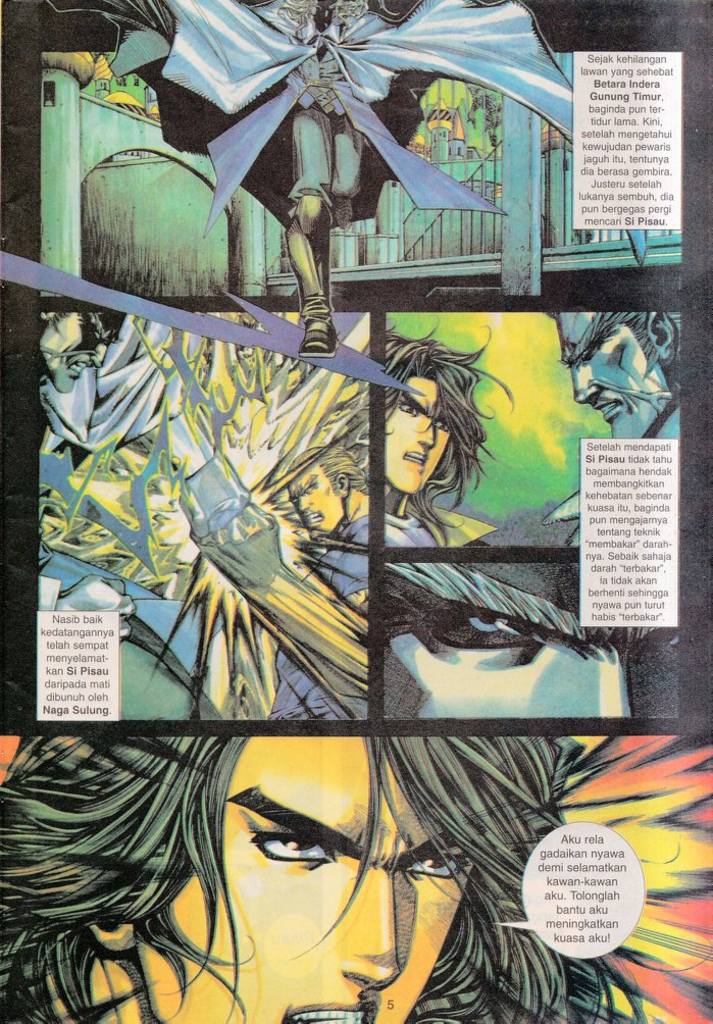 Sejak kehilangan
lawan yang sehebat
Betara Indera
Gunung Timur,
baginda pun ter-
tidur lama. Kini,
setelah mengetahui
kewujudan pewaris
jaguh itu, tentunya
dia berasa gembira.
Justeru setelah
lukanya sembuh, dia
pun bergegas pergi
mencari Si Pisau.
Nasib baik
kedatangannya
telah sempat
menyelamat-
kan Si Pisau
daripada mati
dibunuh oleh
Naga Sulung.
Setelah mendapati
Si Pisau tidak tahu
bagaimana hendak
membangkitkan
kehebatan sebenar
kuasa itu, baginda
pun mengajarnya
tentang teknik
"membakar" darah-
nya. Sebaik sahaja
darah "terbakar",
ia tidak akan
berhenti sehingga
nyawa pun turut
habis "terbakar".
Aku rela
gadaikan nyawa
demi selamatkan
kawan-kawan
aku. Tolonglah
bantu aku
meningkatkan
kuasa aku!
5